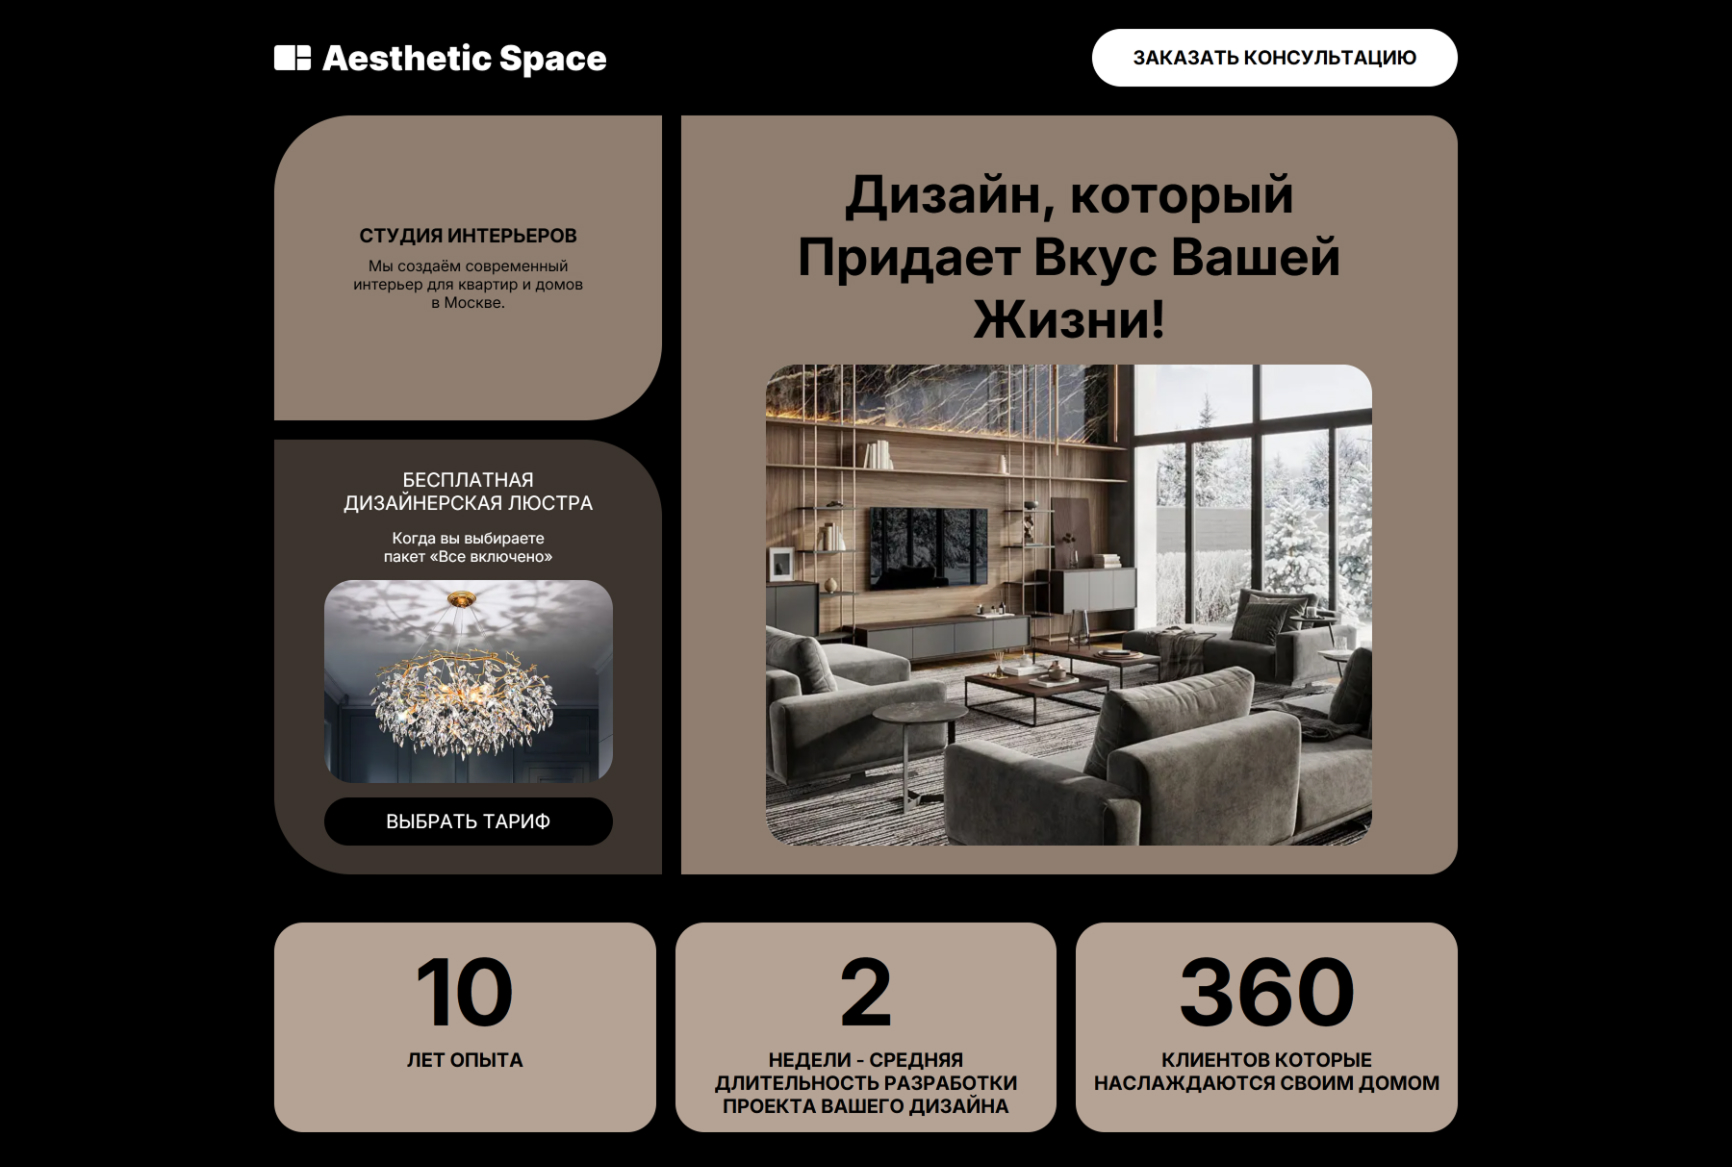 Aesthetic Space
ЗАКАЗАТЬ КОНСУЛЬТАЦИЮ
СТУДИЯ ИНТЕРЬЕРОВ
Мы создаём современный
интерьер для квартир и домов
в Москве.
БЕСПЛАТНАЯ
ДИЗАЙНЕРСКАЯ ЛЮСТРА
Когда вы выбираете
пакет «Все включено»
ВЫБРАТЬ ТАРИФ
Дизайн, который
Придает Вкус Вашей
Жизни!
10
ЛЕТ ОПЫТА
2
НЕДЕЛИ - СРЕДНЯЯ
ДЛИТЕЛЬНОСТЬ РАЗРАБОТКИ
ПРОЕКТА ВАШЕГО ДИЗАЙНА
360
КЛИЕНТОВ КОТОРЫЕ
НАСЛАЖДАЮТСЯ СВОИМ ДОМОМ